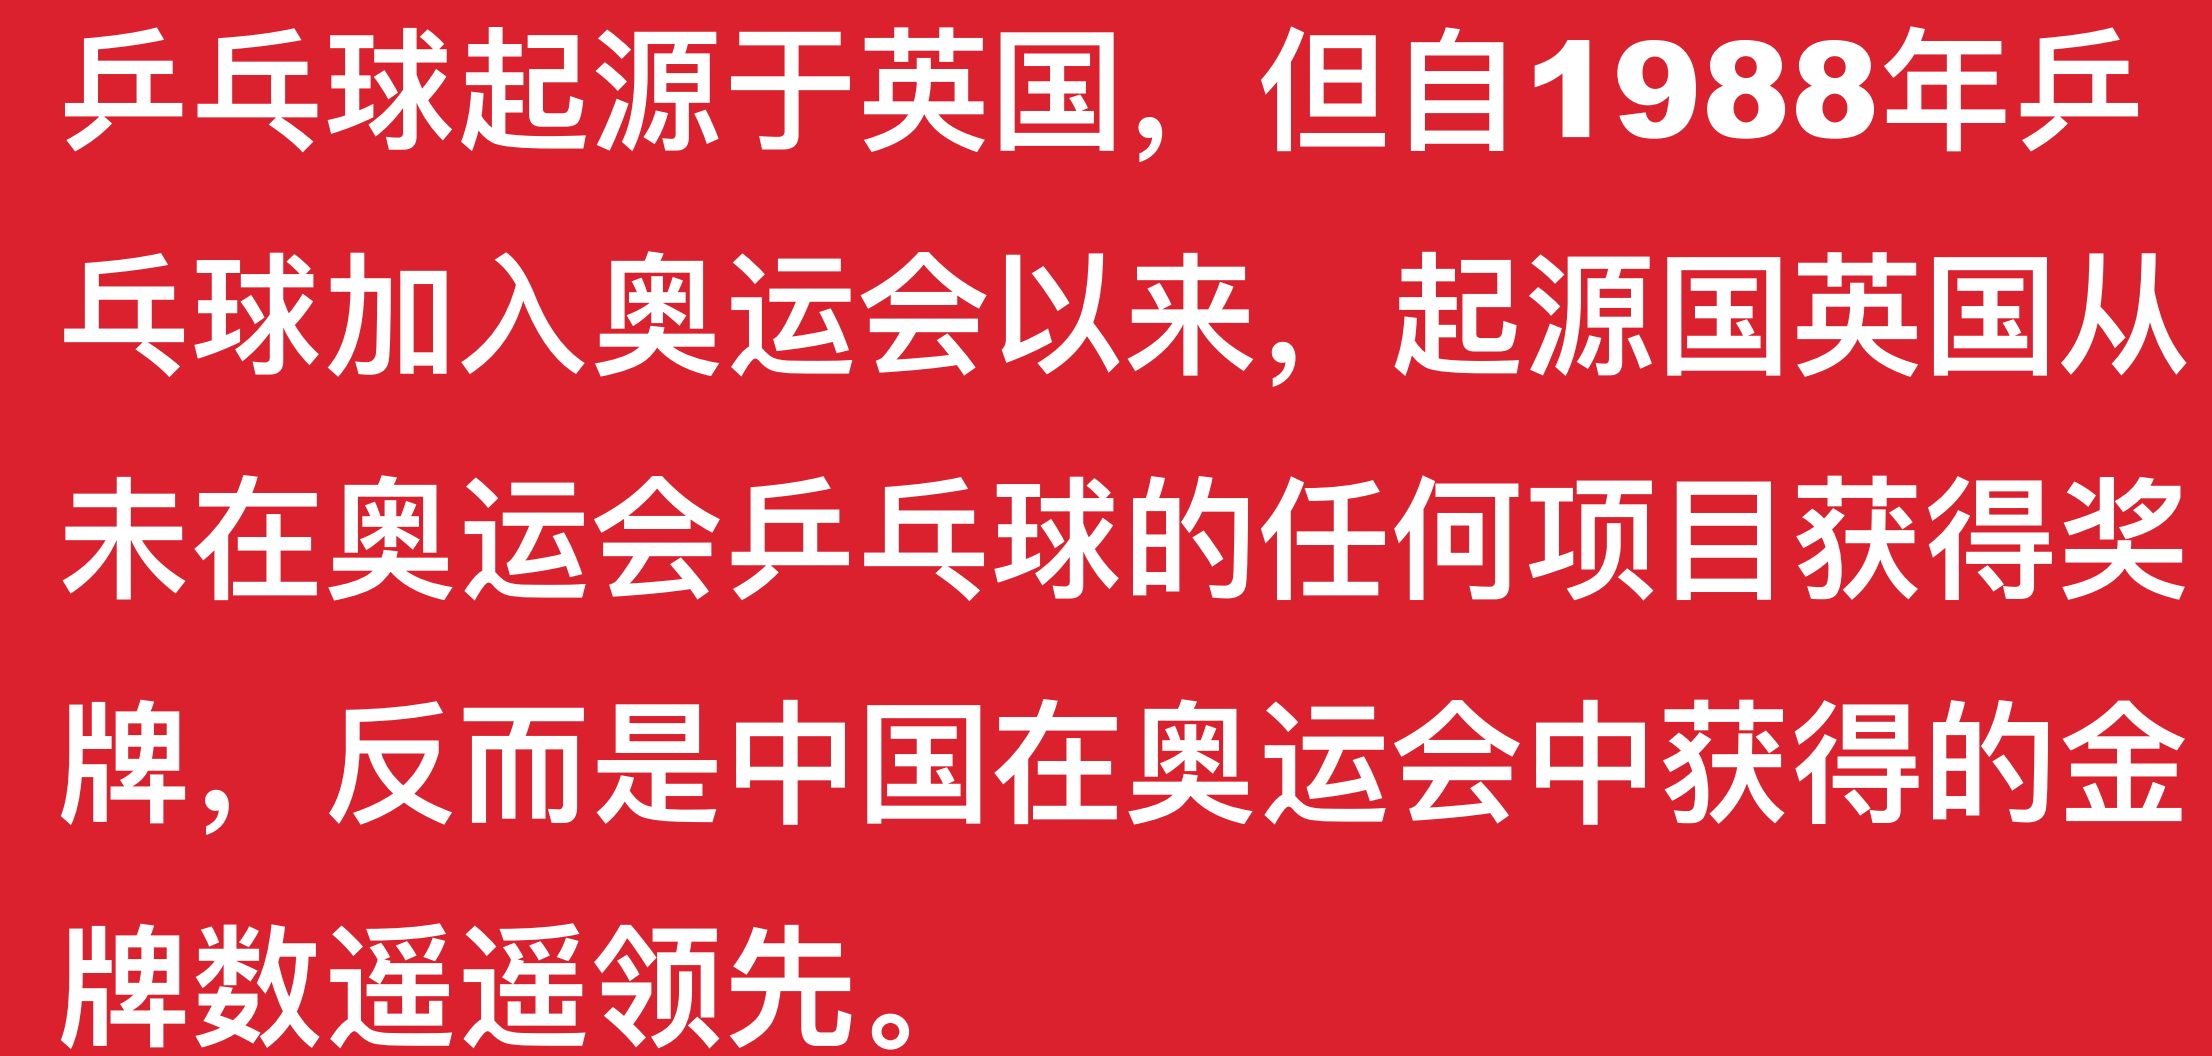 乒乓球起源于英国，但自1988年乒
乓球加入奥运会以来，起源国英国从
未在奥运会乒乓球的任何项目获得奖
牌，反而是中国在奥运会中获得的金
牌数遥遥领先。